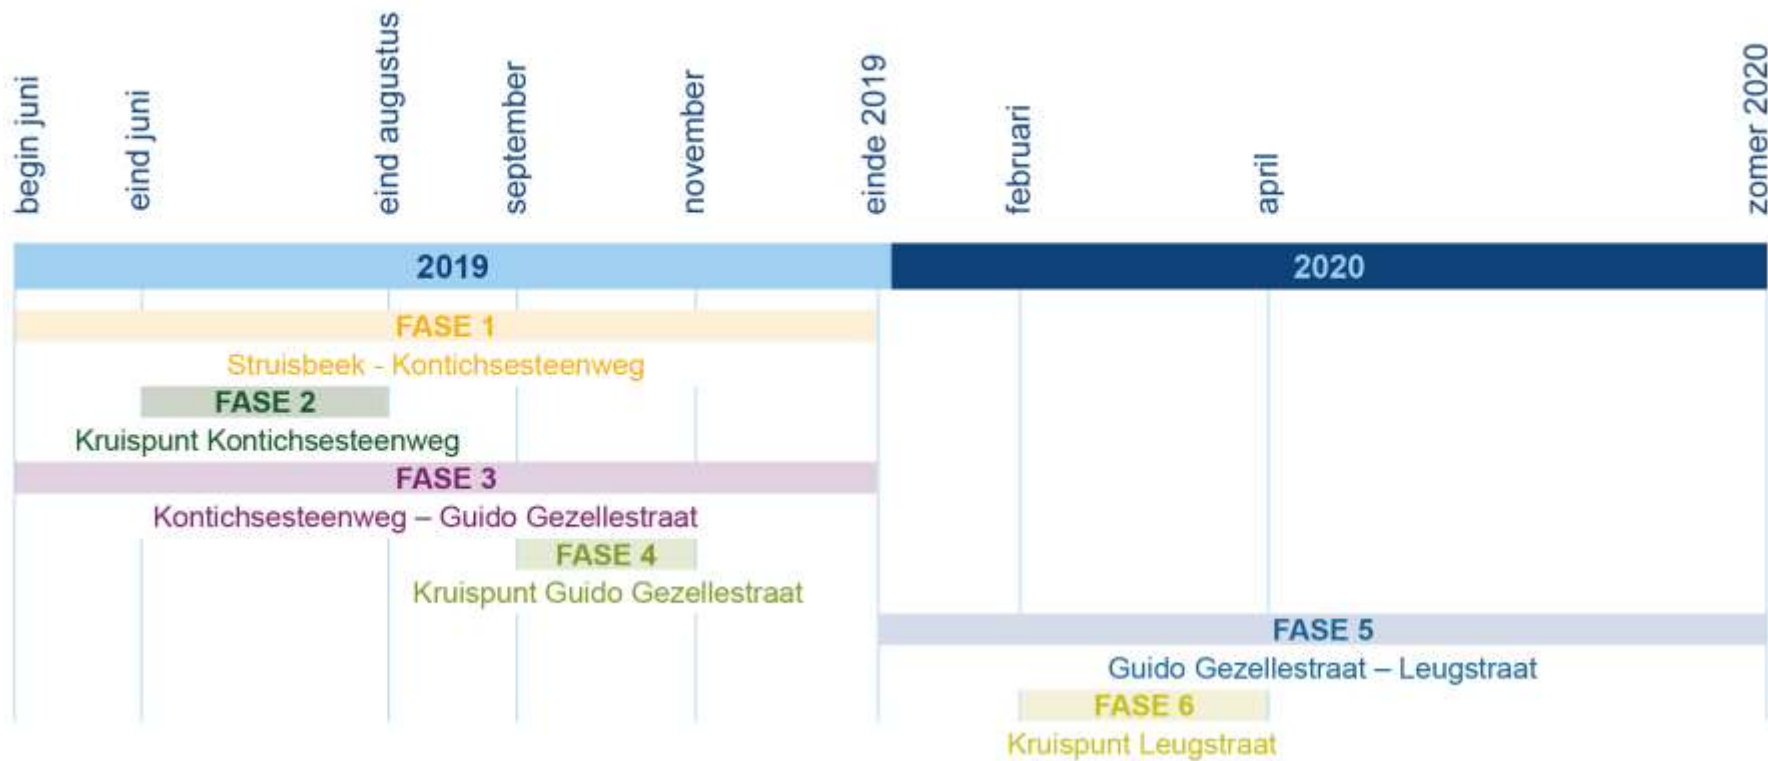 begin juni
eind juni
eind augustus
september
november
einde 2019
februari
april
zomer 2020
2019
2020
FASE 1
Struisbeek - Kontichsesteenweg
FASE 2
Kruispunt Kontichsesteenweg
FASE 3
Kontichsesteenweg – Guido Gezellestraat
FASE 4
Kruispunt Guido Gezellestraat
FASE 5
Guido Gezellestraat – Leugstraat
FASE 6
Kruispunt Leugstraat